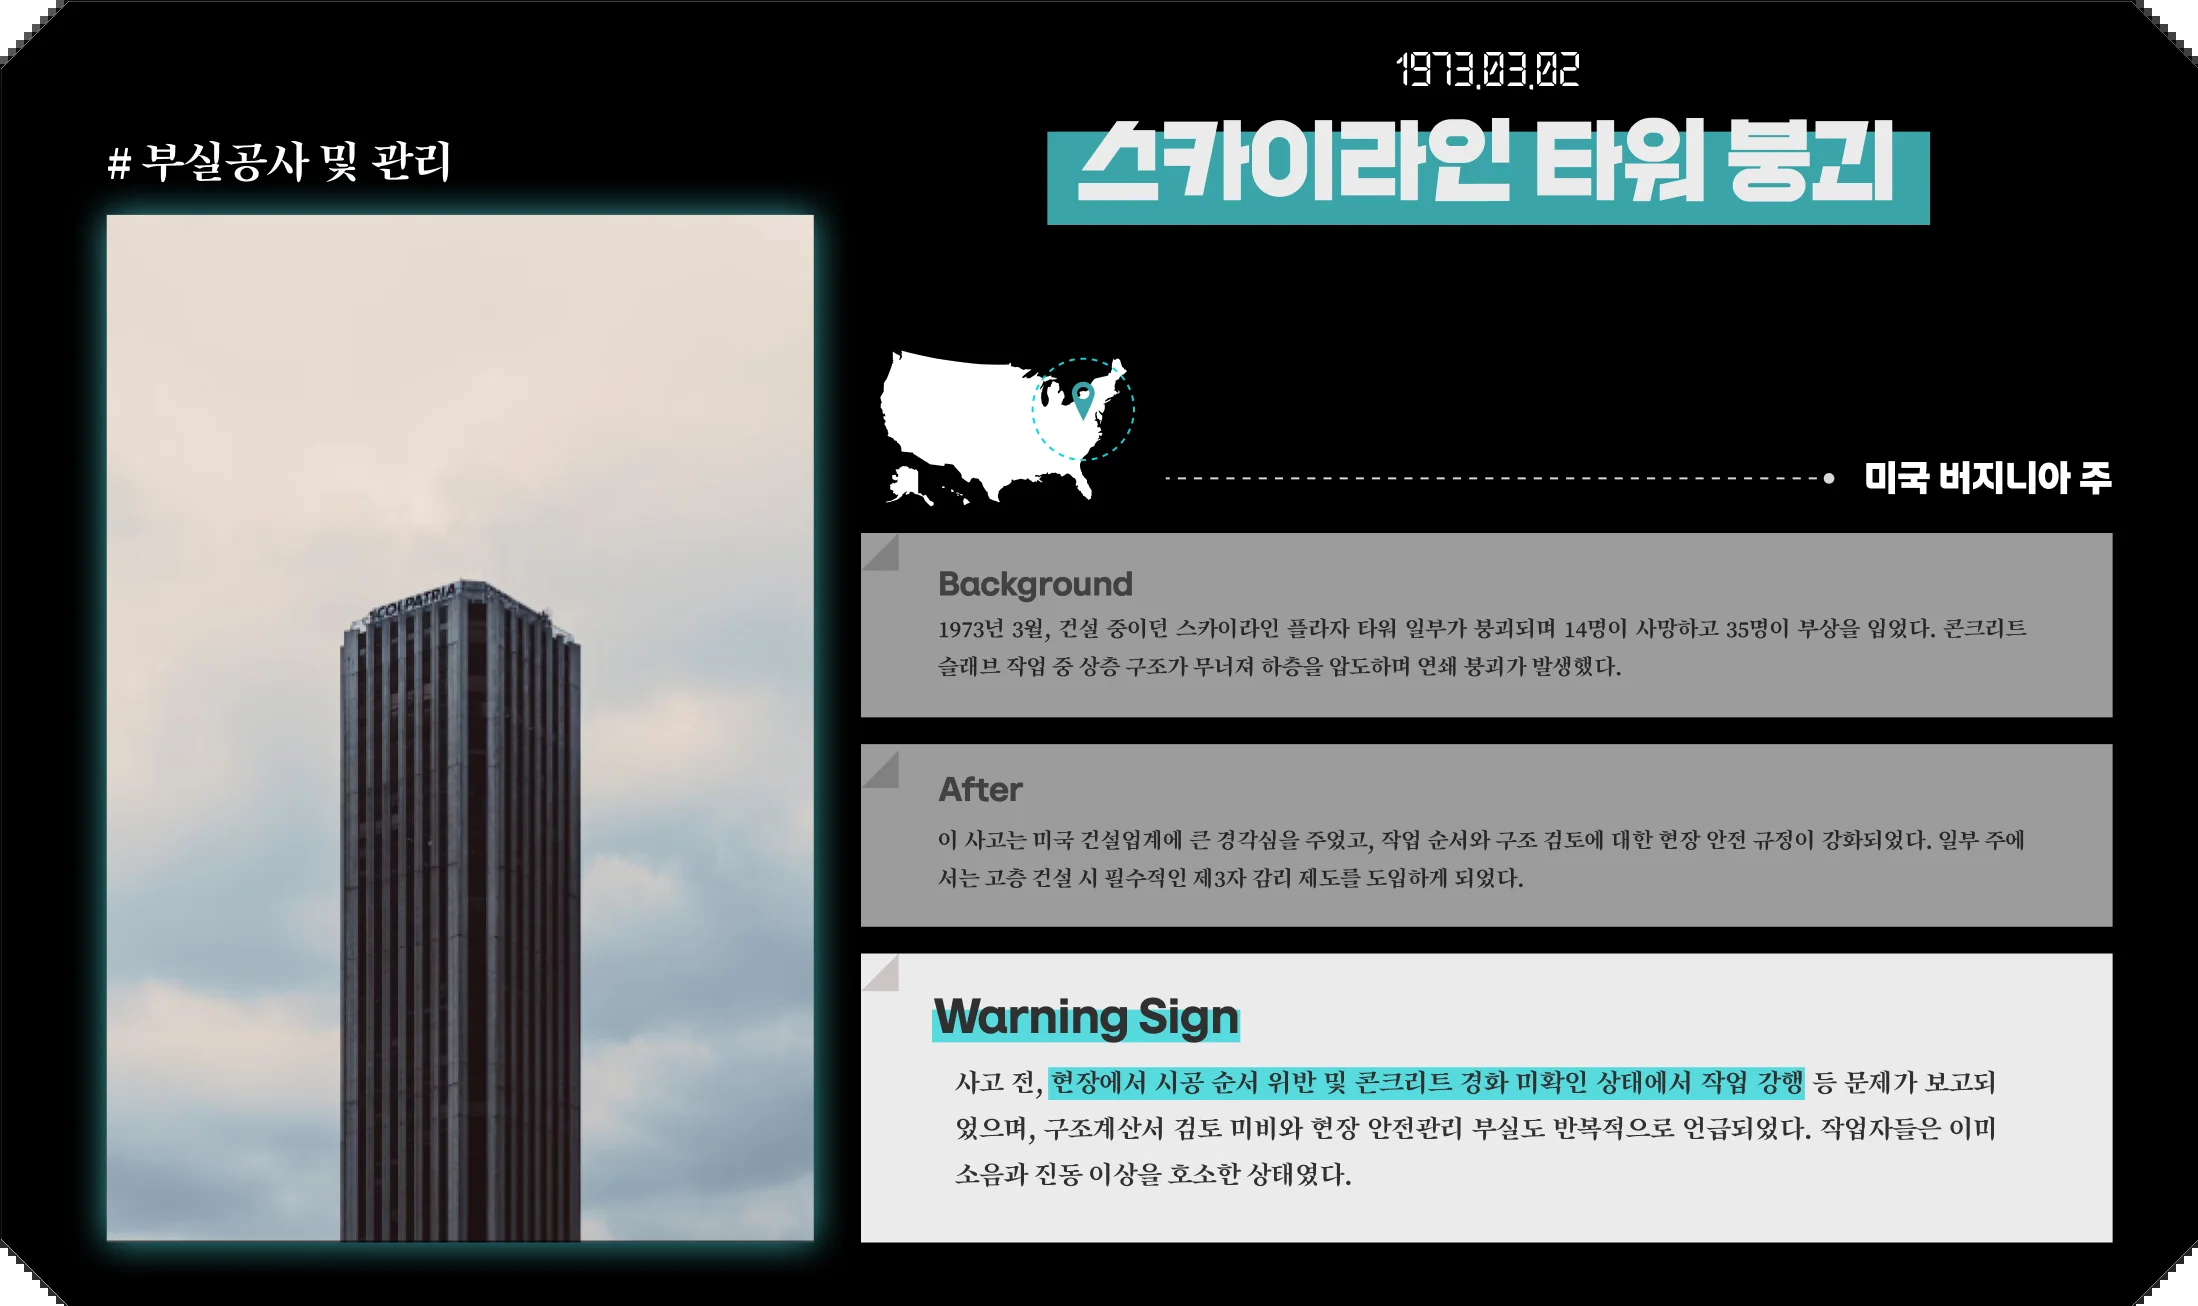 1973.03.02
스카이라인 타워 붕괴
# 부실공사 및 관리
COLPATRIA
미국 버지니아 주
Background
1973년 3월, 건설 중이던 스카이라인 플라자 타워 일부가 붕괴되며 14명이 사망하고 35명이 부상을 입었다. 콘크리트
슬래브 작업 중 상층 구조가 무너져 하층을 압도하며 연쇄 붕괴가 발생했다.
After
이 사고는 미국 건설업계에 큰 경각심을 주었고, 작업 순서와 구조 검토에 대한 현장 안전 규정이 강화되었다. 일부 주에
서는 고층 건설 시 필수적인 제3자 감리 제도를 도입하게 되었다.
Warning Sign
사고 전, 현장에서 시공 순서 위반 및 콘크리트 경화 미확인 상태에서 작업 강행 등 문제가 보고되
었으며, 구조계산서 검토 미비와 현장 안전관리 부실도 반복적으로 언급되었다. 작업자들은 이미
소음과 진동 이상을 호소한 상태였다.